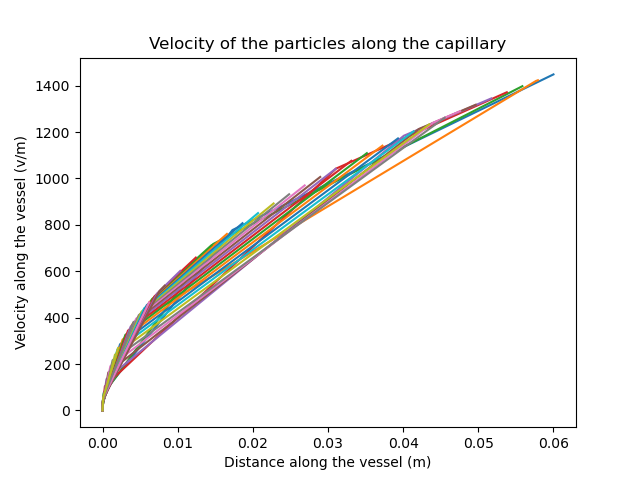 Velocity of the particles along the capillary
Velocity along the vessel (v/m)
1400
1200
1000
800
600
400
200
0
0.00 0.01 0.02 0.03 0.04 0.05 0.06
Distance along the vessel (m)